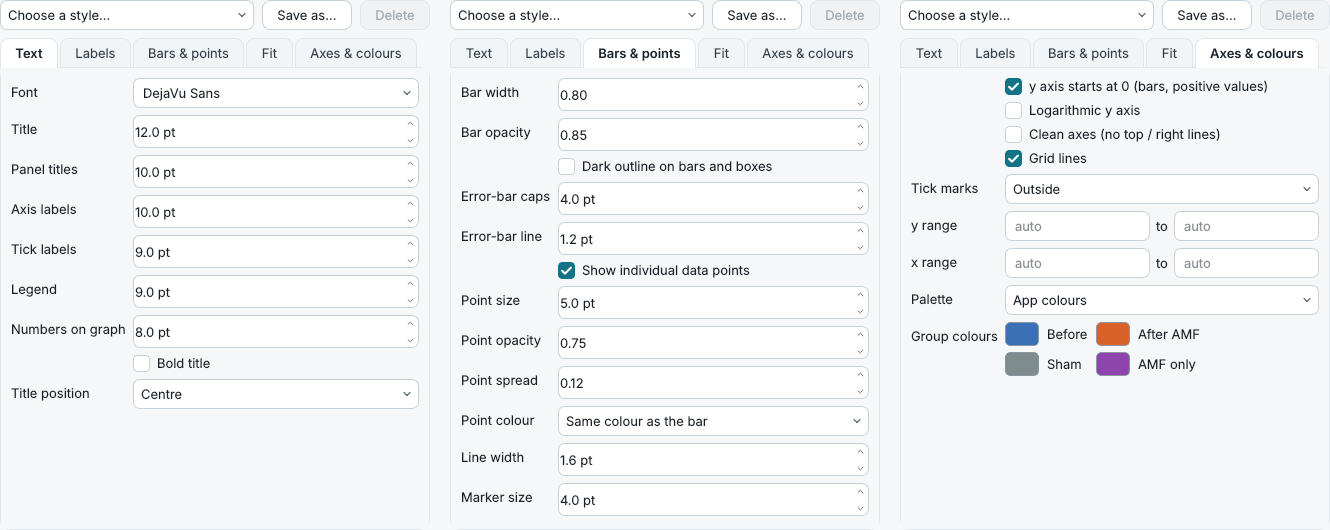 Choose a style... Save as... Delete
Text Labels Bars & points Fit Axes & colours
Font DejaVu Sans
Title 12.0 pt
Panel titles 10.0 pt
Axis labels 10.0 pt
Tick labels 9.0 pt
Legend 9.0 pt
Numbers on graph 8.0 pt
Bold title
Title position Centre
Choose a style... Save as... Delete
Text Labels Bars & points Fit Axes & colours
Bar width 0.80
Bar opacity 0.85
Dark outline on bars and boxes
Error-bar caps 4.0 pt
Error-bar line 1.2 pt
Show individual data points
Point size 5.0 pt
Point opacity 0.75
Point spread 0.12
Point colour Same colour as the bar
Line width 1.6 pt
Marker size 4.0 pt
Choose a style... Save as... Delete
Text Labels Bars & points Fit Axes & colours
y axis starts at 0 (bars, positive values)
Logarithmic y axis
Clean axes (no top / right lines)
Grid lines
Tick marks Outside
y range auto to auto
x range auto to auto
Palette App colours
Group colours Before After AMF
Sham AMF only